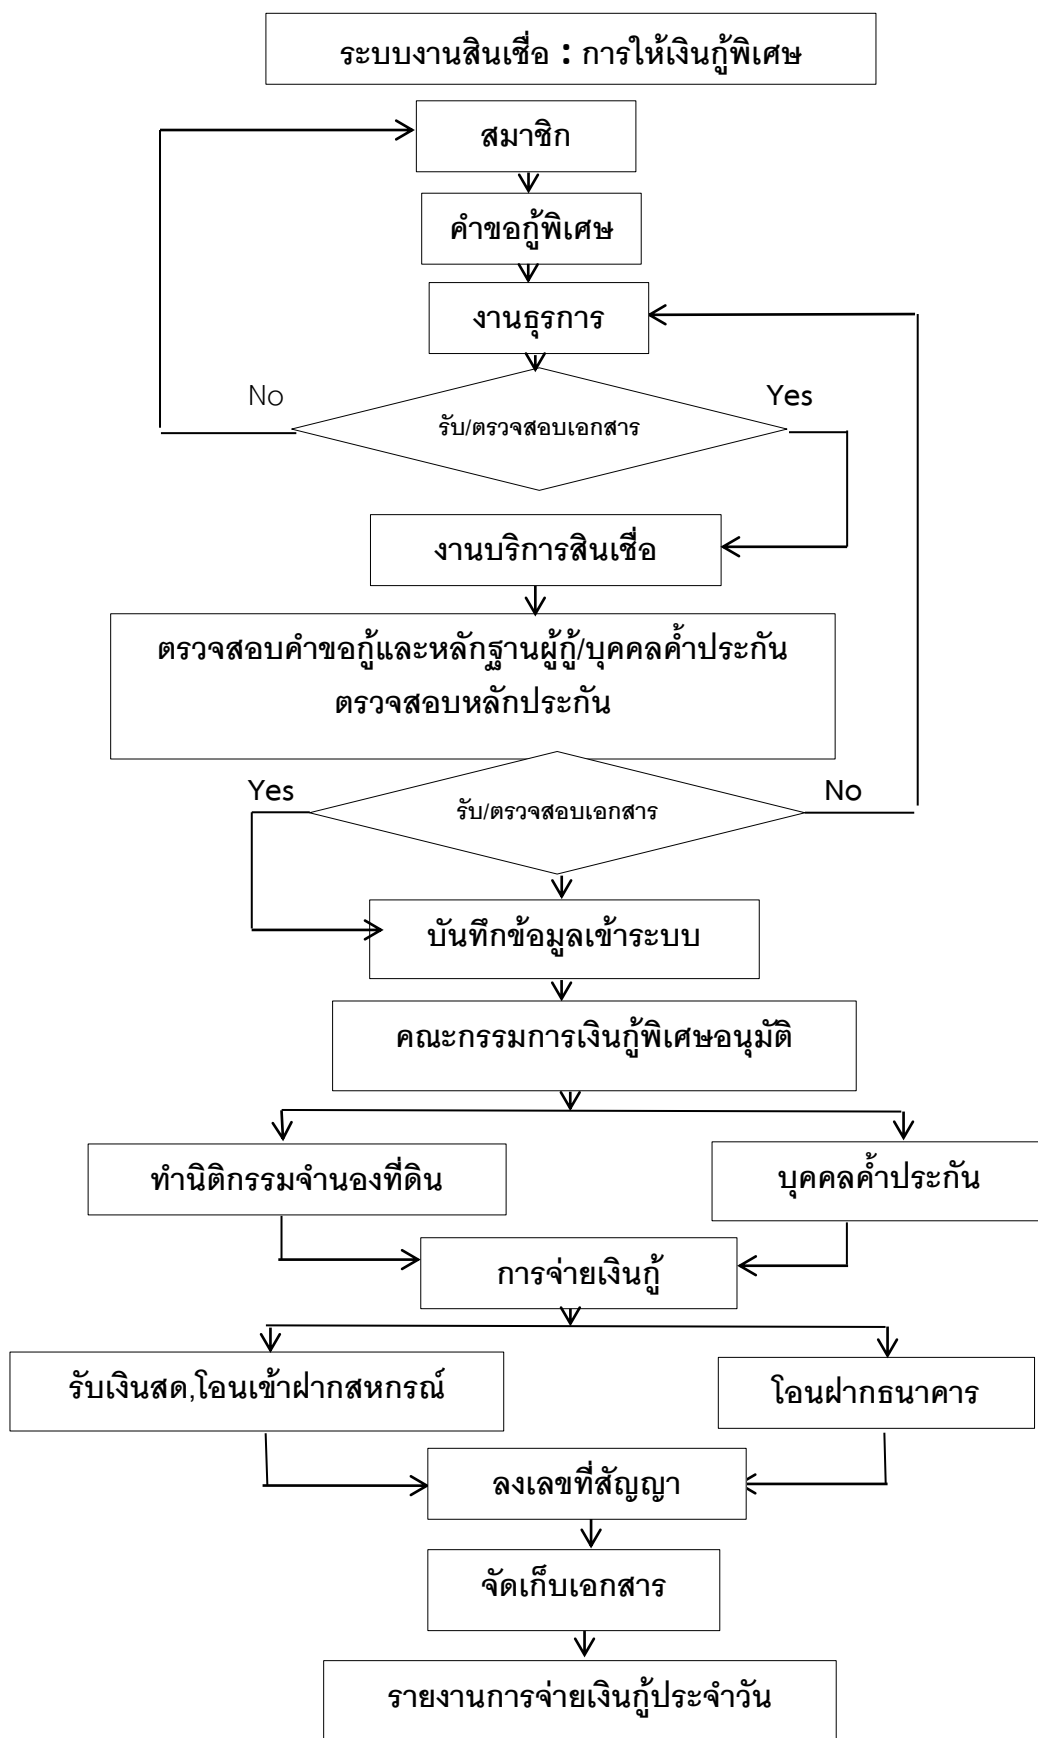 ระบบงานสินเชื่อ : การให้เงินกู้พิเศษ
สมาชิก
คำขอกู้พิเศษ
งานธุรการ
No
Yes
รับ/ตรวจสอบเอกสาร
งานบริการสินเชื่อ
ตรวจสอบคำขอกู้และหลักฐานผู้กู้/บุคคลค้ำประกัน
ตรวจสอบหลักประกัน
Yes
No
รับ/ตรวจสอบเอกสาร
บันทึกข้อมูลเข้าระบบ
คณะกรรมการเงินกู้พิเศษอนุมัติ
ทำนิติกรรมจำนองที่ดิน
บุคคลค้ำประกัน
การจ่ายเงินกู้
รับเงินสด,โอนเข้าฝากสหกรณ์
โอนฝากธนาคาร
ลงเลขที่สัญญา
จัดเก็บเอกสาร
รายงานการจ่ายเงินกู้ประจำวัน